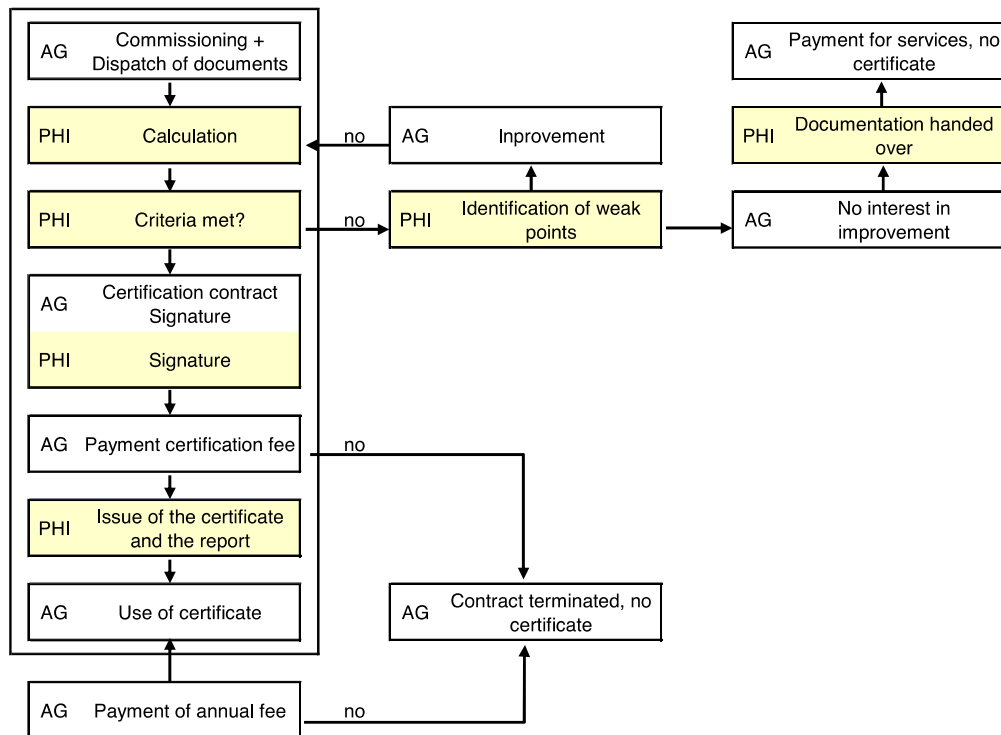 AG Commissioning +
Dispatch of documents
PHI Calculation
no
AG Inprovement
PHI Criteria met?
no
PHI Identification of weak
points
AG No interest in
improvement
PHI Documentation handed
over
AG Payment for services, no
certificate
AG Certification contract
Signature
PHI Signature
AG Payment certification fee
no
PHI Issue of the certificate
and the report
AG Use of certificate
AG Contract terminated, no
certificate
AG Payment of annual fee
no